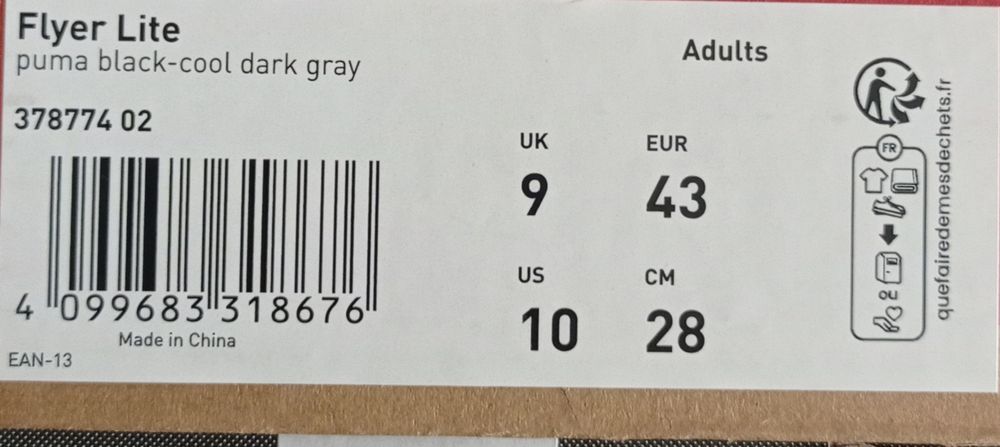 Flyer Lite
puma black-cool dark gray
378774 02
4 099683 318676
Made in China
EAN-13
Adults
UK
9
EUR
43
US
10
CM
28
FR
OU
quefairedemesdechets.fr